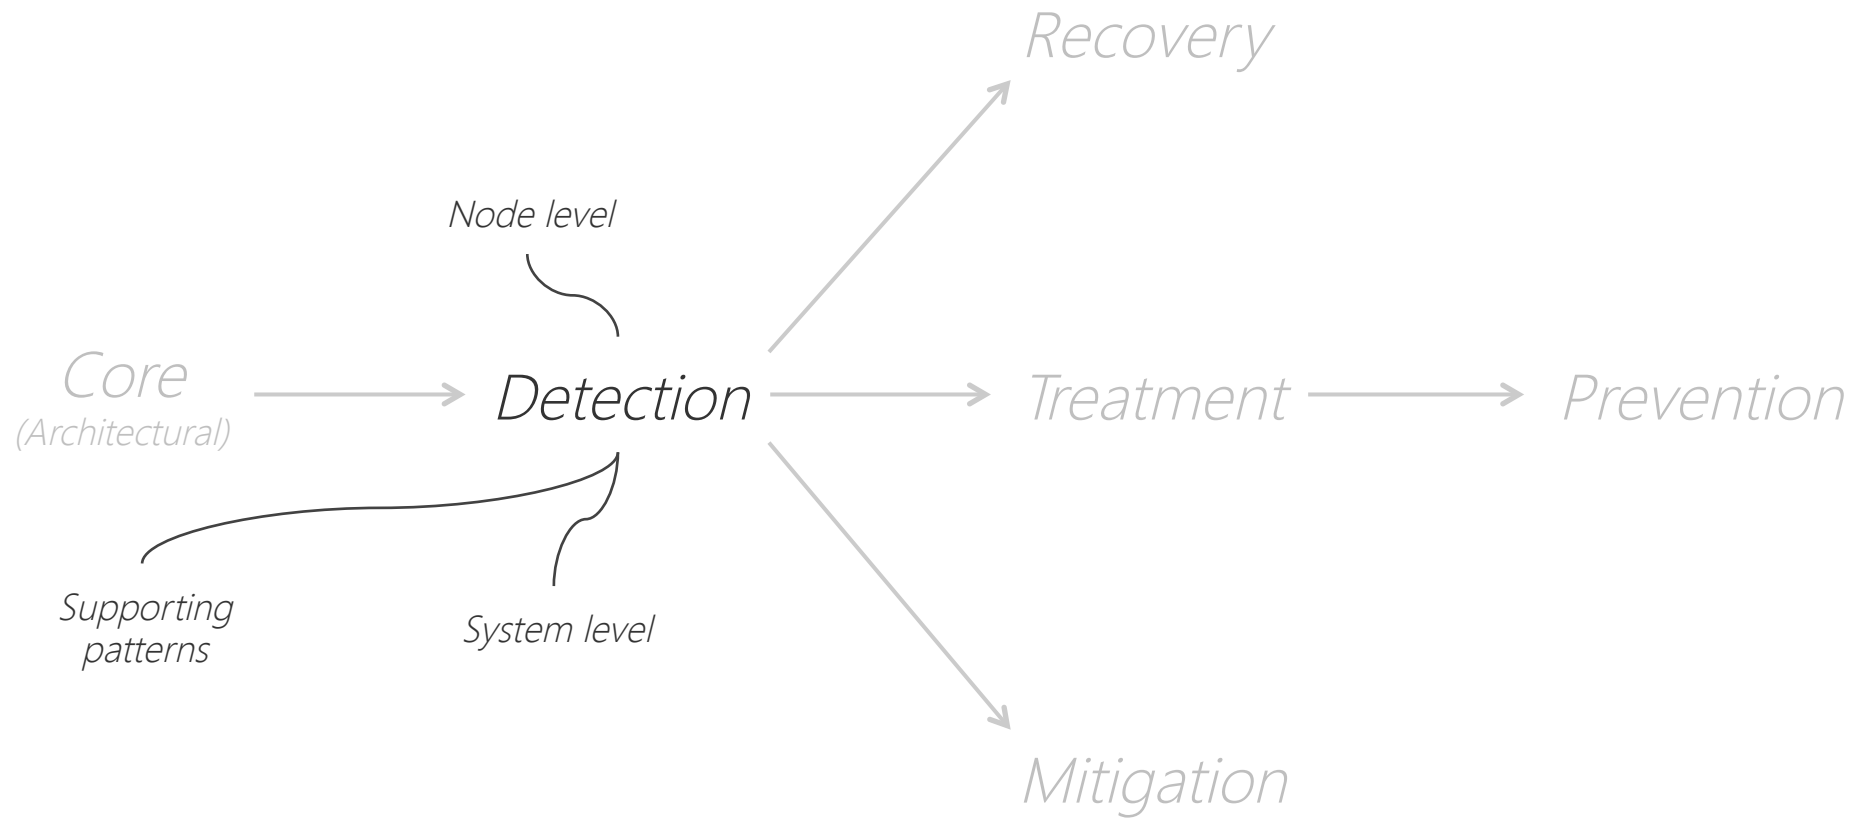 Recovery
Node level
Core
(Architectural)
Detection
Treatment
Prevention
Supporting
patterns
System level
Mitigation